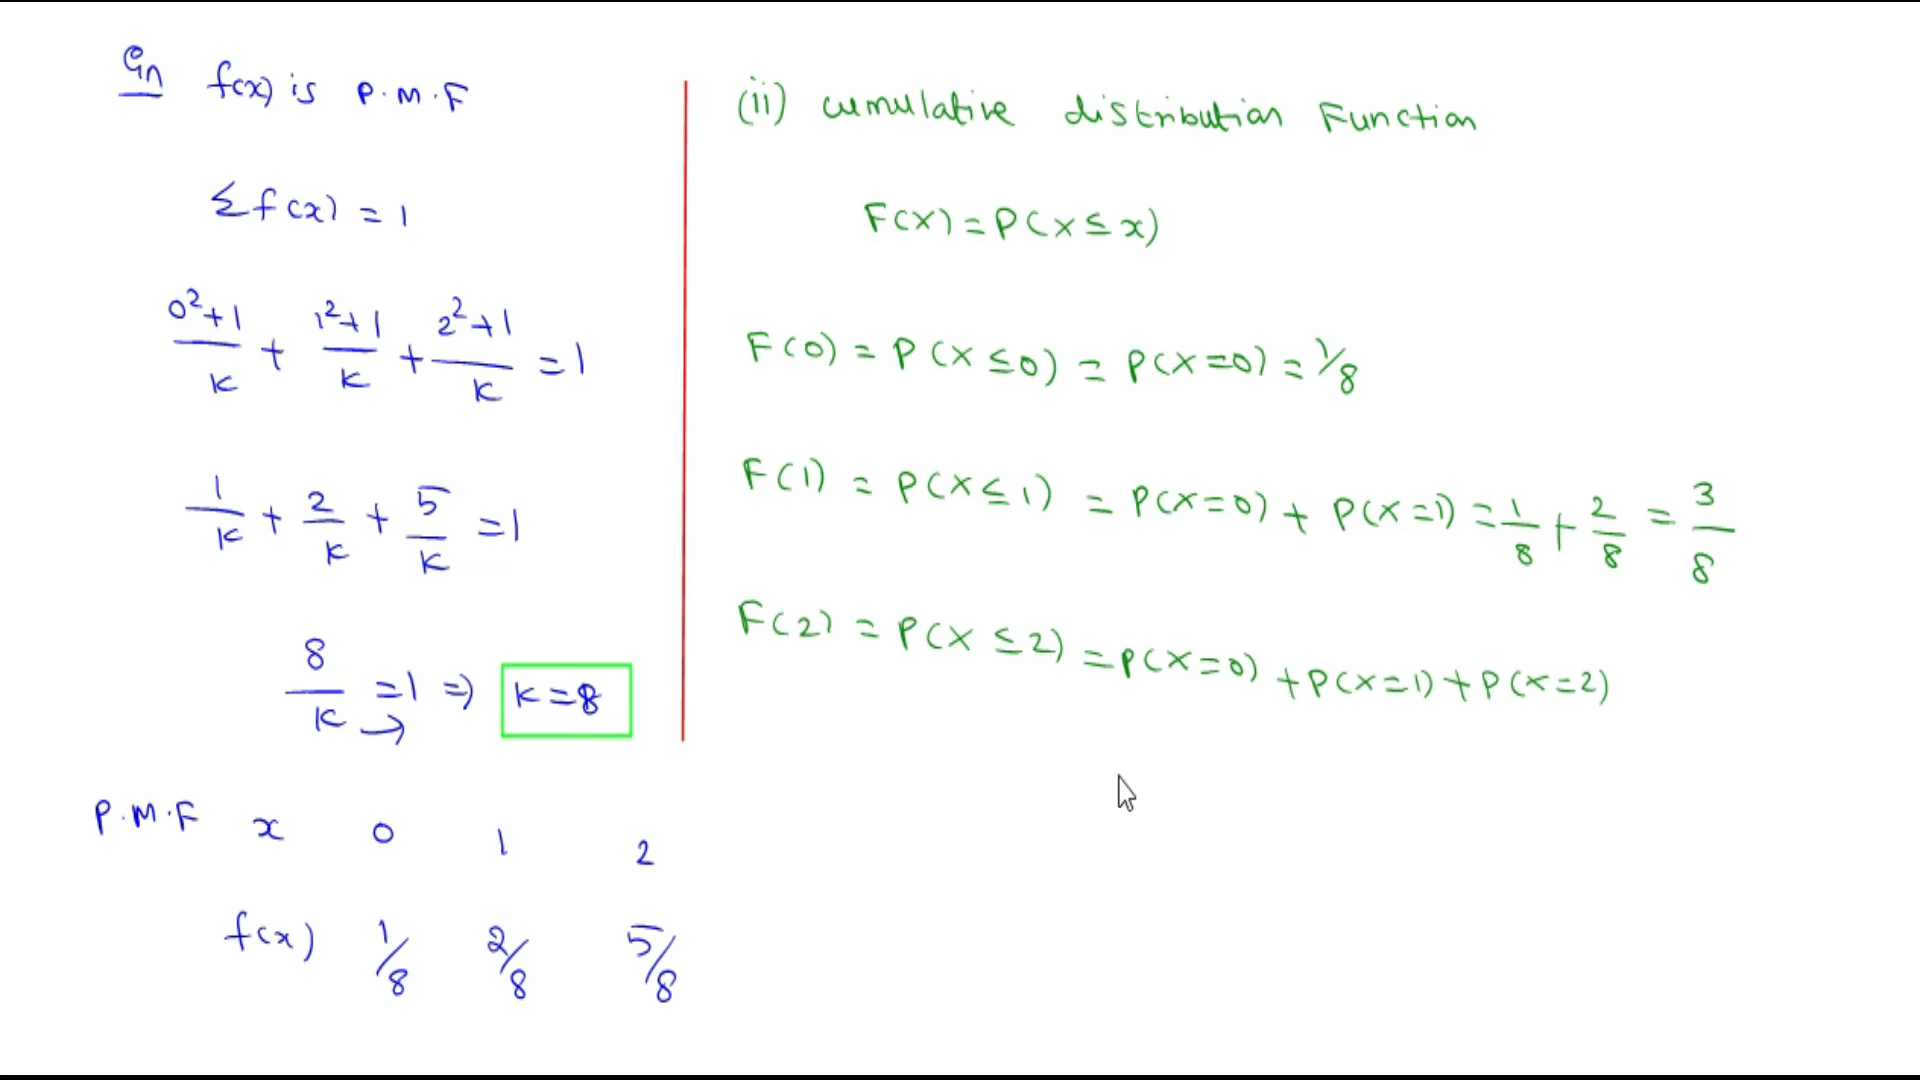 Gn f(x) is P.M.F
Σf(x) = 1
0²+1/k + 1²+1/k + 2²+1/k = 1
1/k + 2/k + 5/k = 1
8/k = 1 => k = 8
P.M.F x 0 1 2
f(x) 1/8 2/8 5/8
(ii) cumulative distribution Function
F(X) = P(X ≤ x)
F(0) = P(X ≤ 0) = P(X = 0) = 1/8
F(1) = P(X ≤ 1) = P(X = 0) + P(X = 1) = 1/8 + 2/8 = 3/8
F(2) = P(X ≤ 2) = P(X = 0) + P(X = 1) + P(X = 2)